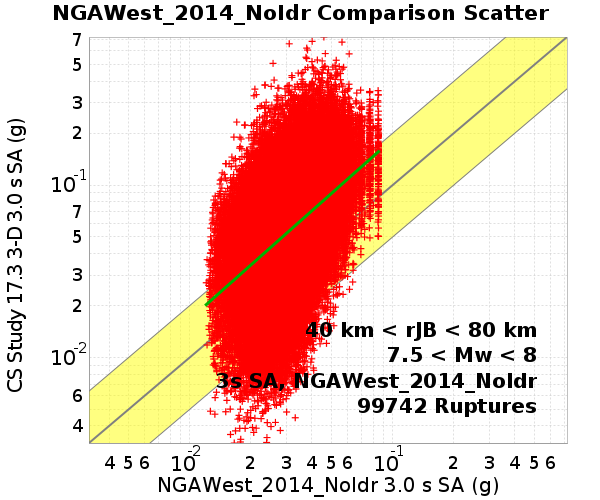 NGAWest_2014_NoIdr Comparison Scatter
CS Study 17.3 3-D 3.0 s SA (g)
7
5
3
2
10-1
7
5
3
2
10-2
6
4
40 km < rJB < 80 km
7.5 < Mw < 8
3s SA, NGAWest_2014_NoIdr
99742 Ruptures
4 5 6 10-2 2 3 4 5 6 10-1 2 3 4 5 6
NGAWest_2014_NoIdr 3.0 s SA (g)